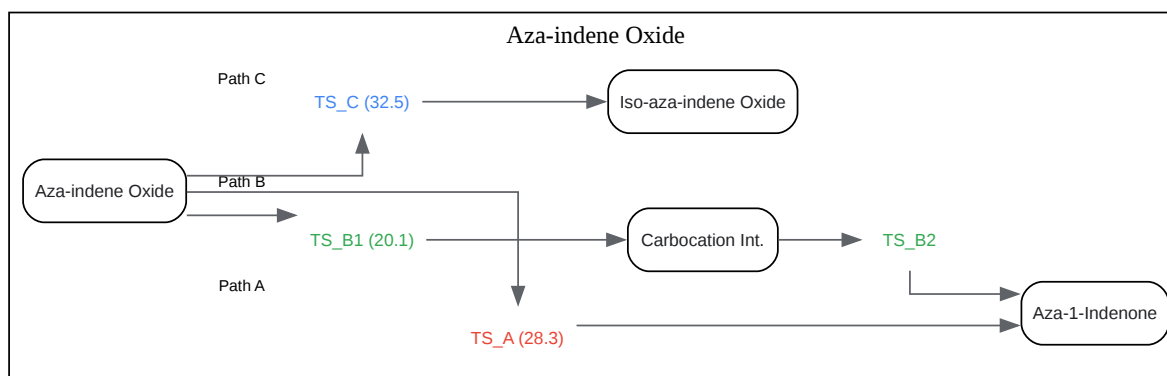 Aza-indene Oxide
Path C
TS_C (32.5)
Iso-aza-indene Oxide
Aza-indene Oxide
Path B
TS_B1 (20.1)
Carbocation Int.
TS_B2
Path A
Aza-1-Indenone
TS_A (28.3)